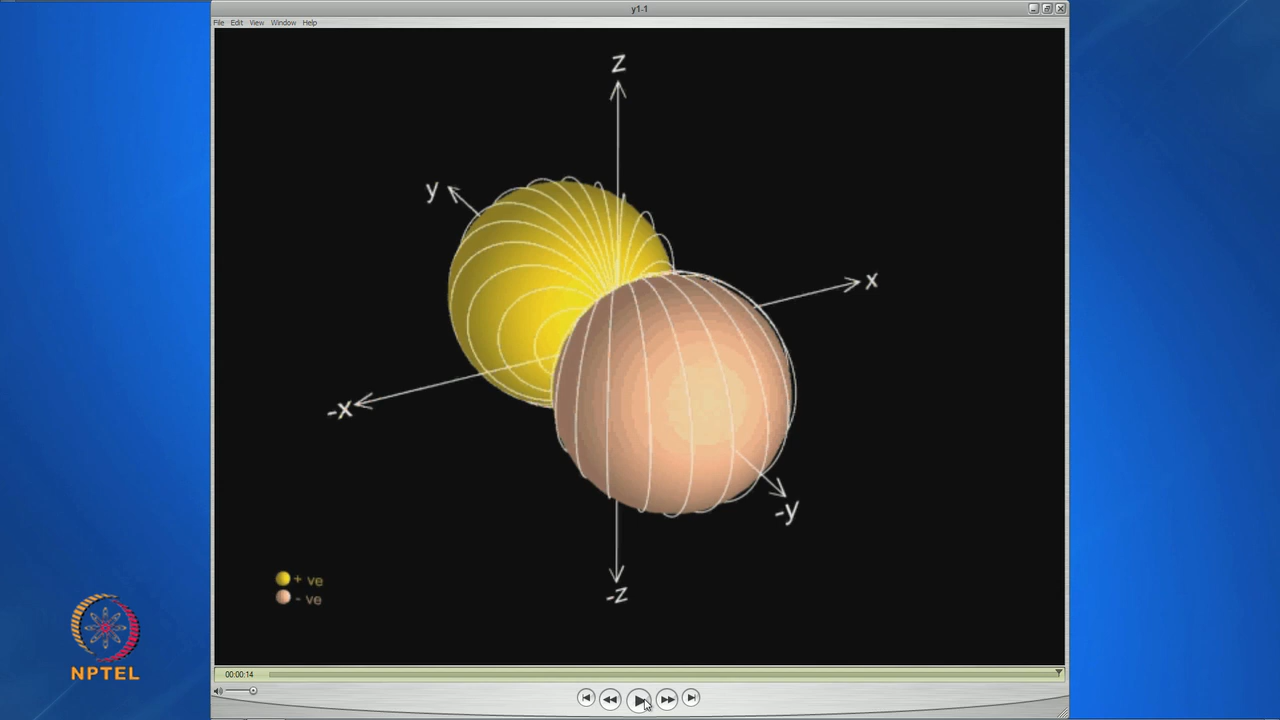 y1-1
File Edit View Window Help
z
y
x
-x
-y
-z
+ ve
- ve
NPTEL
00:00:14